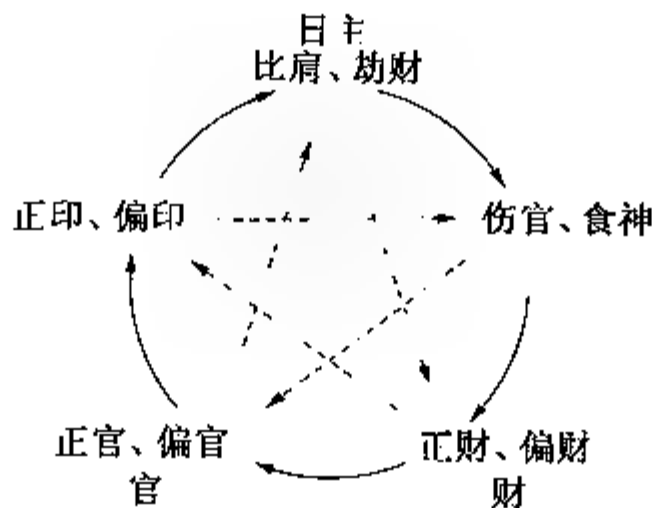 日主
比肩、劫财
正印、偏印
伤官、食神
正官、偏官
官
正财、偏财
财